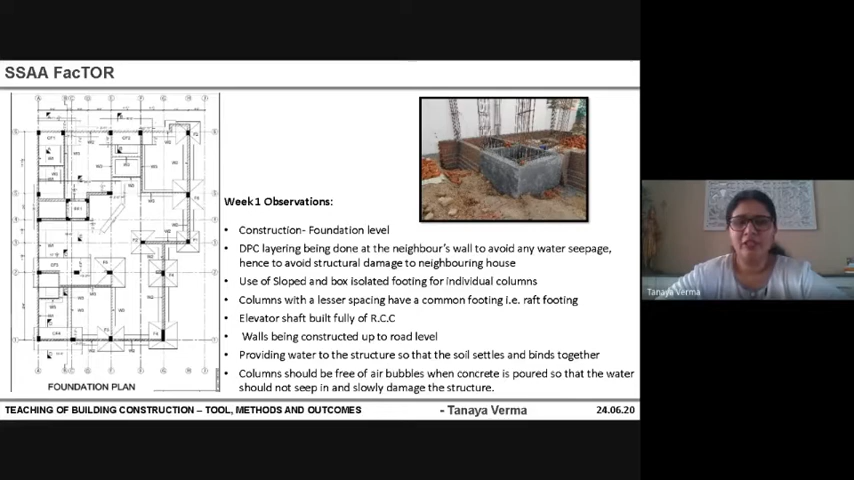 SSAA FacTOR
Week 1 Observations:
• Construction- Foundation level
• DPC layering being done at the neighbour's wall to avoid any water seepage,
hence to avoid structural damage to neighbouring house
• Use of Sloped and box isolated footing for individual columns
• Columns with a lesser spacing have a common footing i.e. raft footing
• Elevator shaft built fully of R.C.C
• Walls being constructed up to road level
• Providing water to the structure so that the soil settles and binds together
• Columns should be free of air bubbles when concrete is poured so that the water
should not seep in and slowly damage the structure.
FOUNDATION PLAN
TEACHING OF BUILDING CONSTRUCTION – TOOL, METHODS AND OUTCOMES
- Tanaya Verma
24.06.20
Tanaya Verma